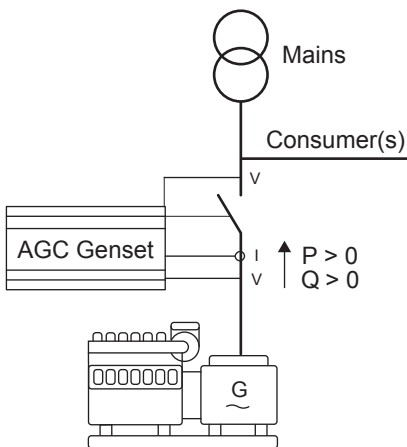 Mains
Consumer(s)
V
AGC Genset
I
P > 0
V
Q > 0
G
~